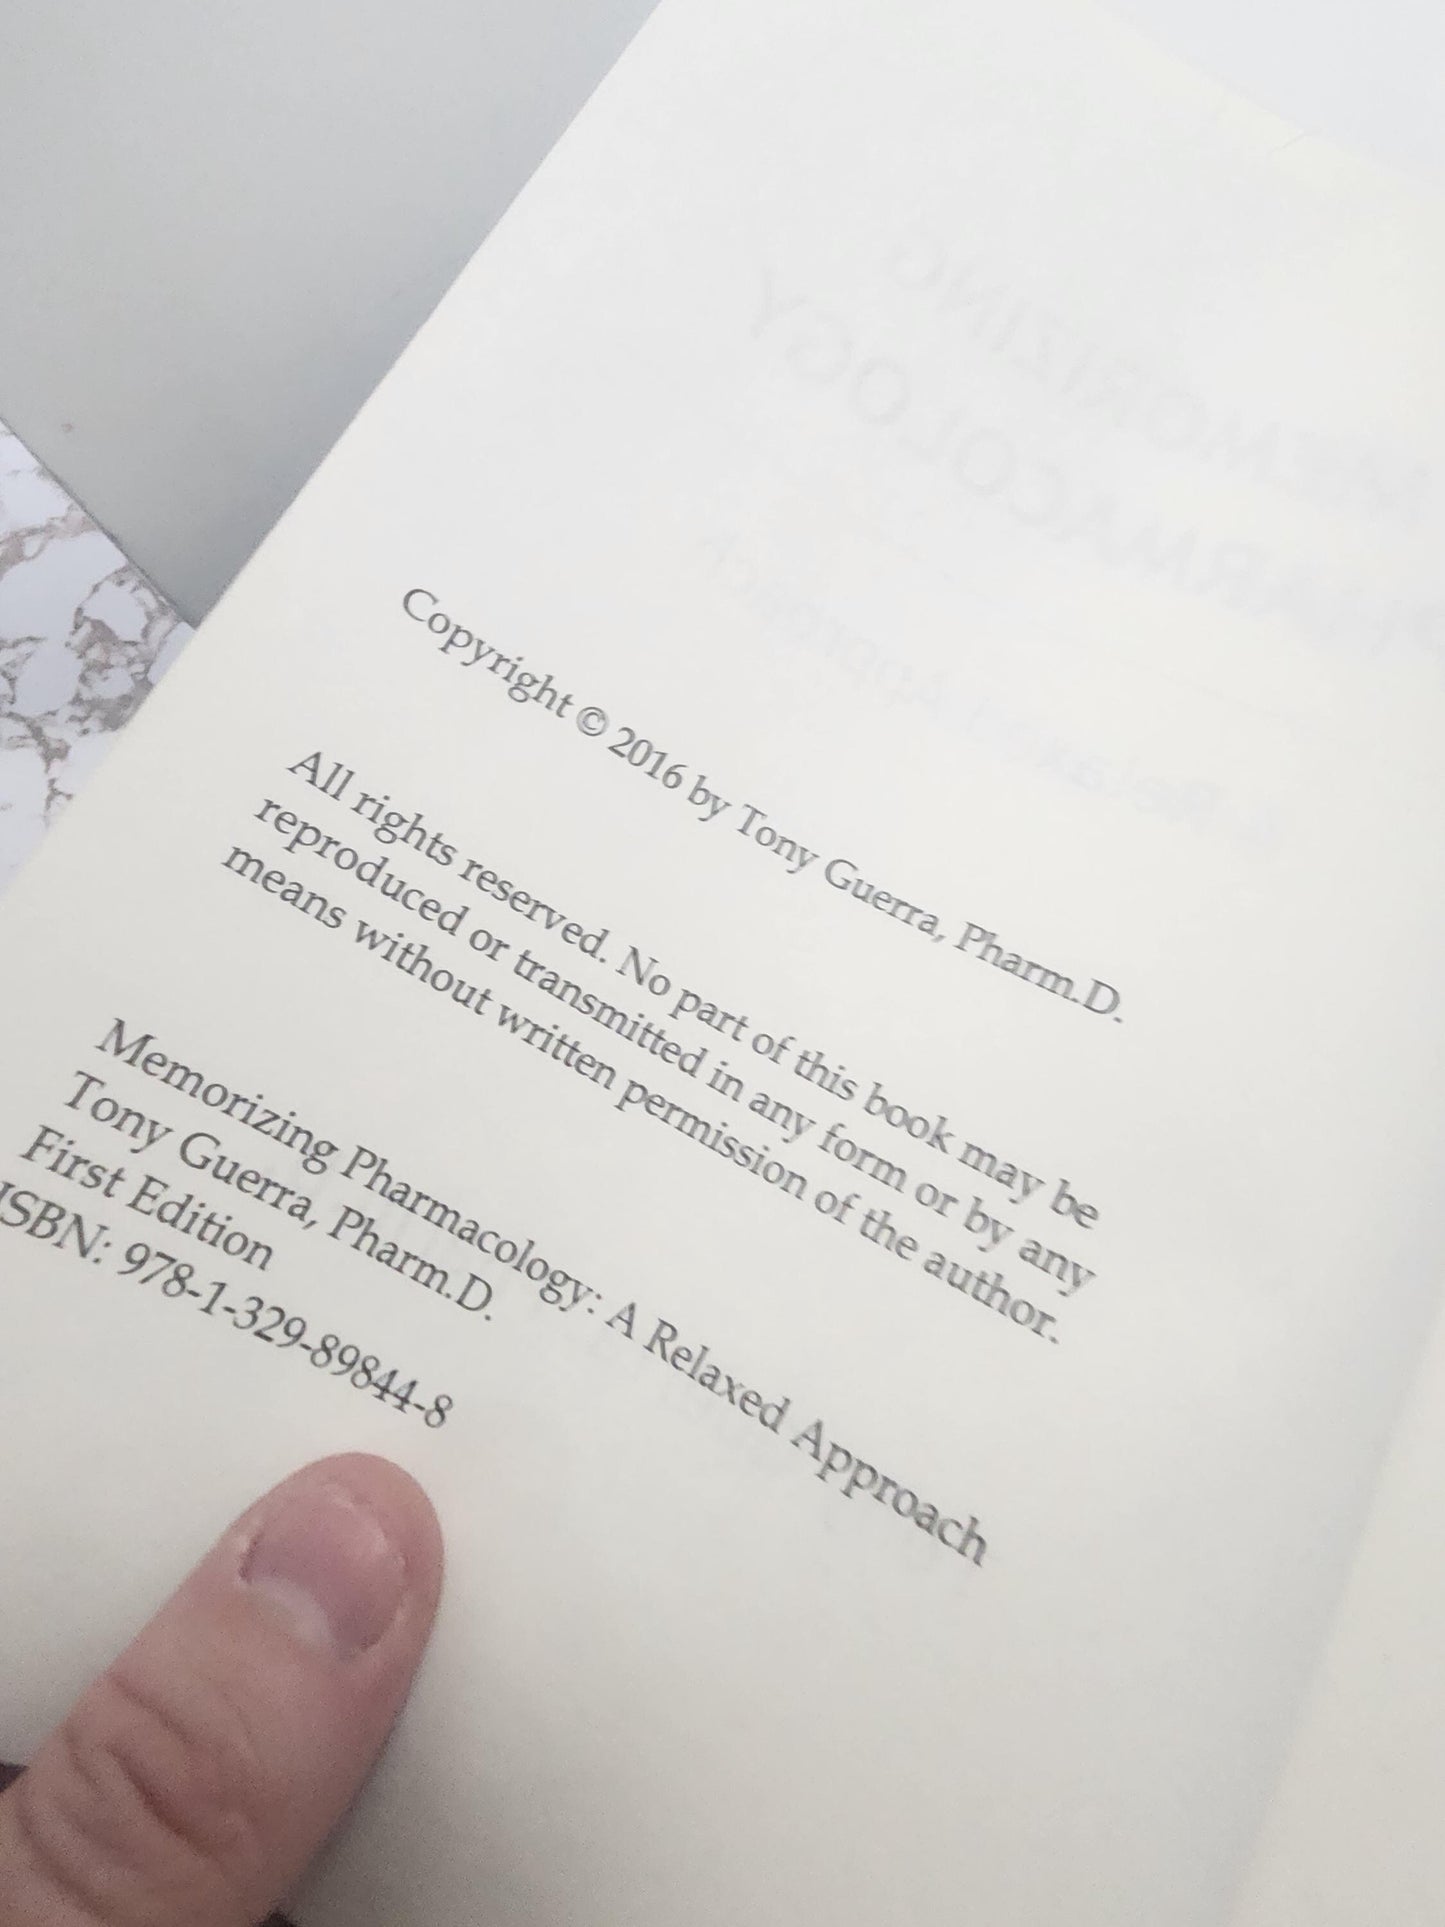 Copyright © 2016 by Tony Guerra, Pharm.D.
All rights reserved. No part of this book may be
reproduced or transmitted in any form or by any
means without written permission of the author.
Memorizing Pharmacology: A Relaxed Approach
Tony Guerra, Pharm.D.
First Edition
ISBN: 978-1-329-89844-8